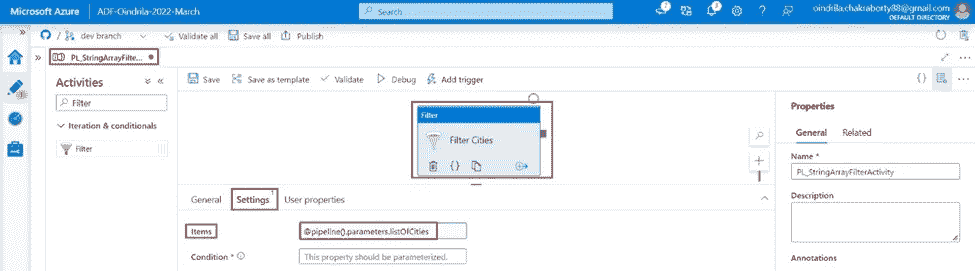 Microsoft Azure
ADF-Oindrila-2022-March
Search
oindrilla.chakraborty88@gmail.com
DEFAULT DIRECTORY
dev branch
Validate all
Save all
Publish
PL_StringArrayFilte...
Activities
Filter
Iteration & conditionals
Filter
Save
Save as template
Validate
Debug
Add trigger
Filter
Filter Cities
General
Settings 1
User properties
Items
@pipeline().parameters.listOfCities
Condition *
This property should be parameterized.
Properties
General
Related
Name *
PL_StringArrayFilterActivity
Description
Annotations